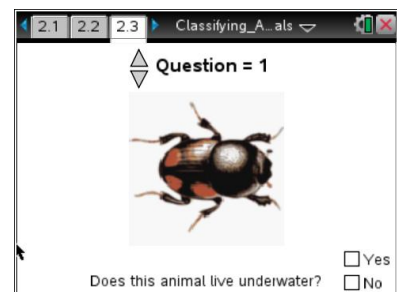 2.1 2.2 2.3 Classifying_A…als
Question = 1
Yes
Does this animal live underwater? No